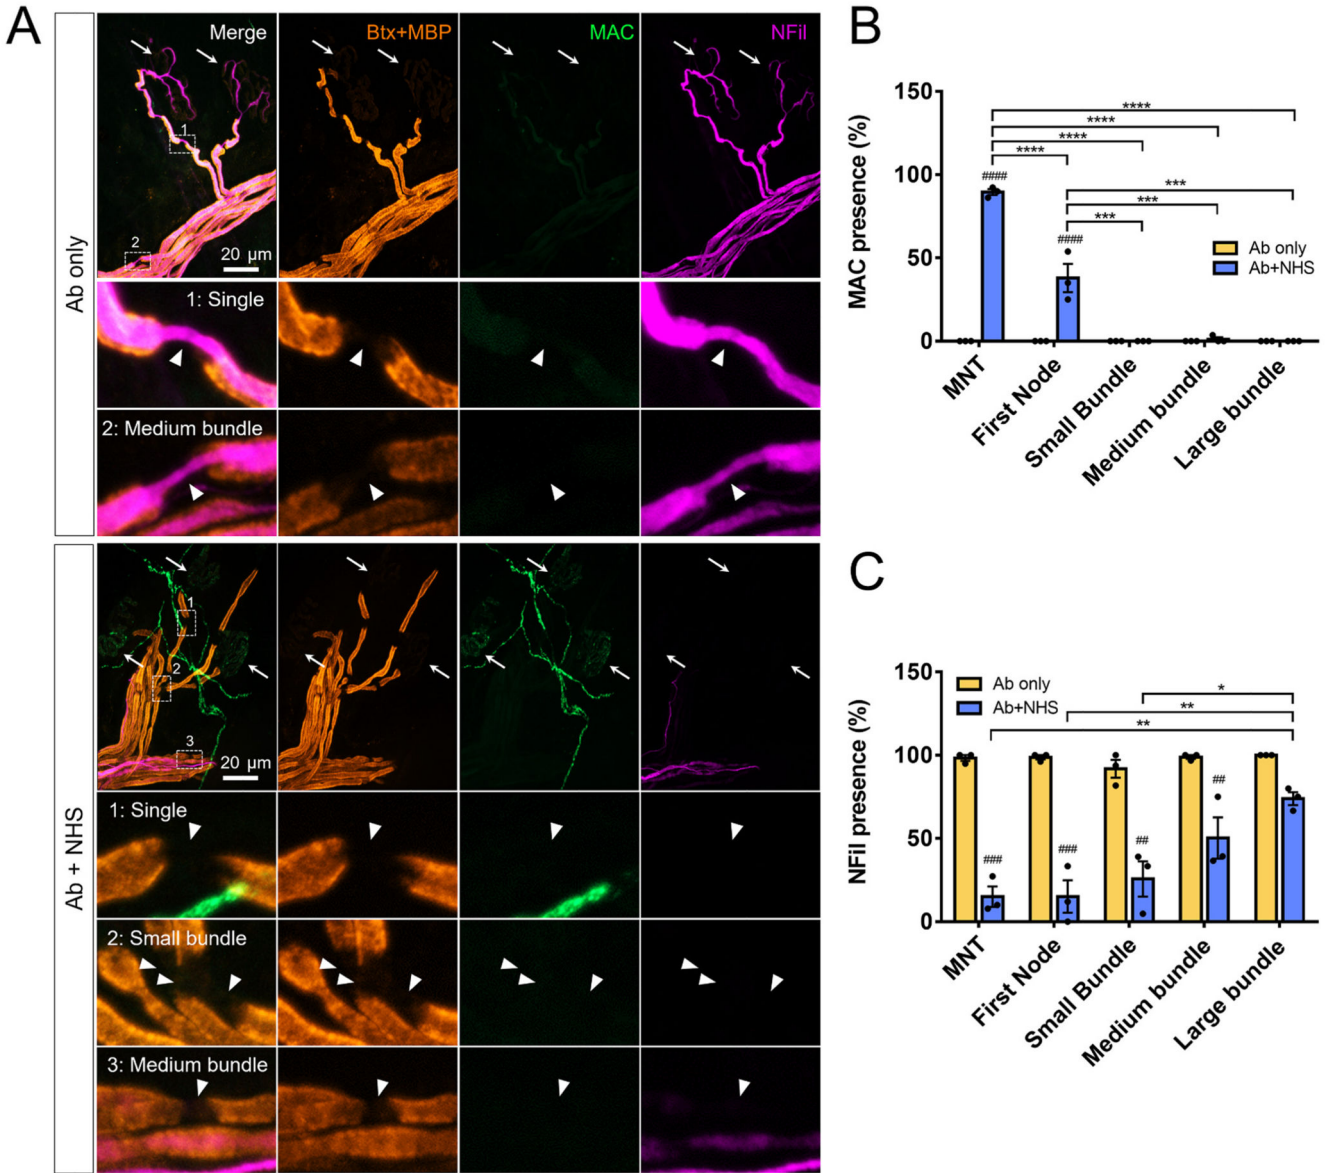 A
Ab only
Merge
Btx+MBP
MAC
NFil
1
2
20 µm
1: Single
2: Medium bundle
Ab + NHS
1
2
3
20 µm
1: Single
2: Small bundle
3: Medium bundle
B
MAC presence (%)
150
100
50
0
****
****
****
****
***
***
***
####
####
Ab only
Ab+NHS
MNT
First Node
Small Bundle
Medium bundle
Large bundle
C
NFil presence (%)
150
100
50
0
Ab only
Ab+NHS
*
**
**
###
###
##
##
MNT
First Node
Small Bundle
Medium bundle
Large bundle